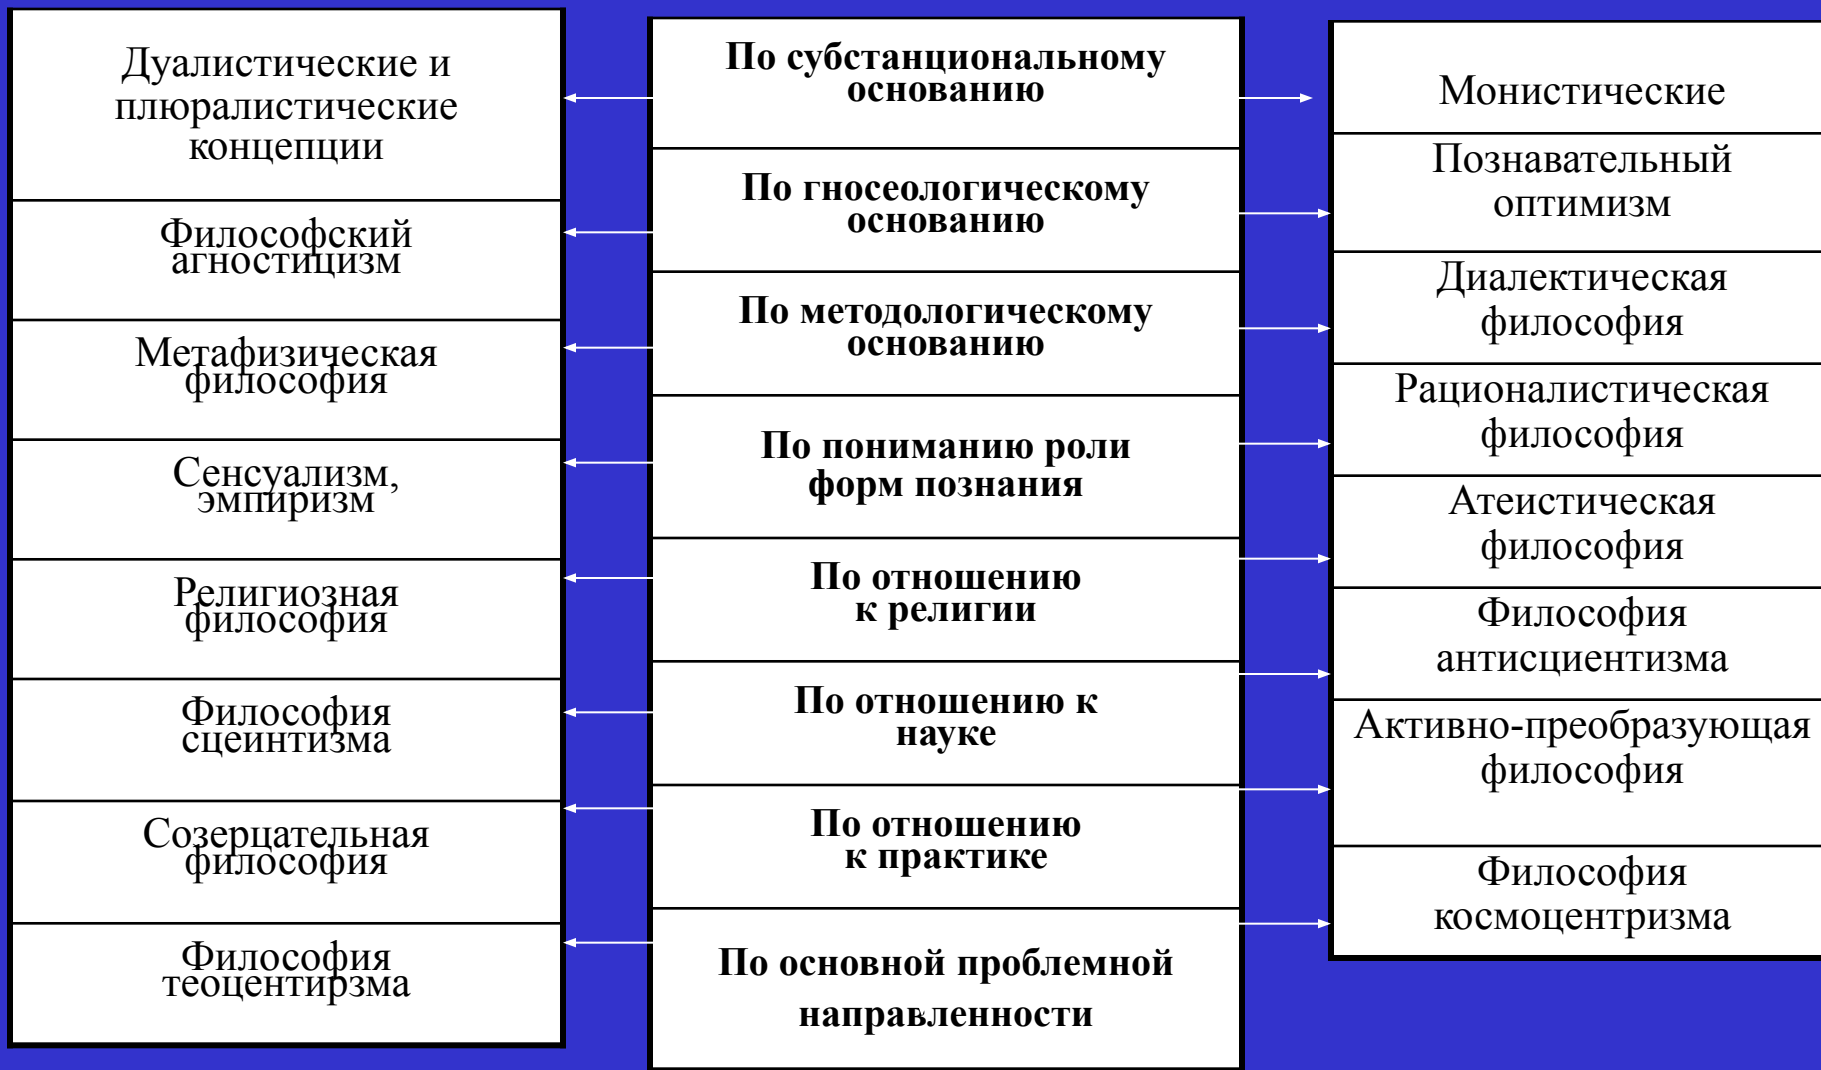 Дуалистические и
плюралистические
концепции
Философский
агностицизм
Метафизическая
философия
Сенсуализм,
эмпиризм
Религиозная
философия
Философия
сцеинтизма
Созерцательная
философия
Философия
теоцентирзма
По субстанциональному
основанию
По гносеологическому
основанию
По методологическому
основанию
По пониманию роли
форм познания
По отношению
к религии
По отношению к
науке
По отношению
к практике
По основной проблемной
направленности
Монистические
Познавательный
оптимизм
Диалектическая
философия
Рационалистическая
философия
Атеистическая
философия
Философия
антисциентизма
Активно-преобразующая
философия
Философия
космоцентризма